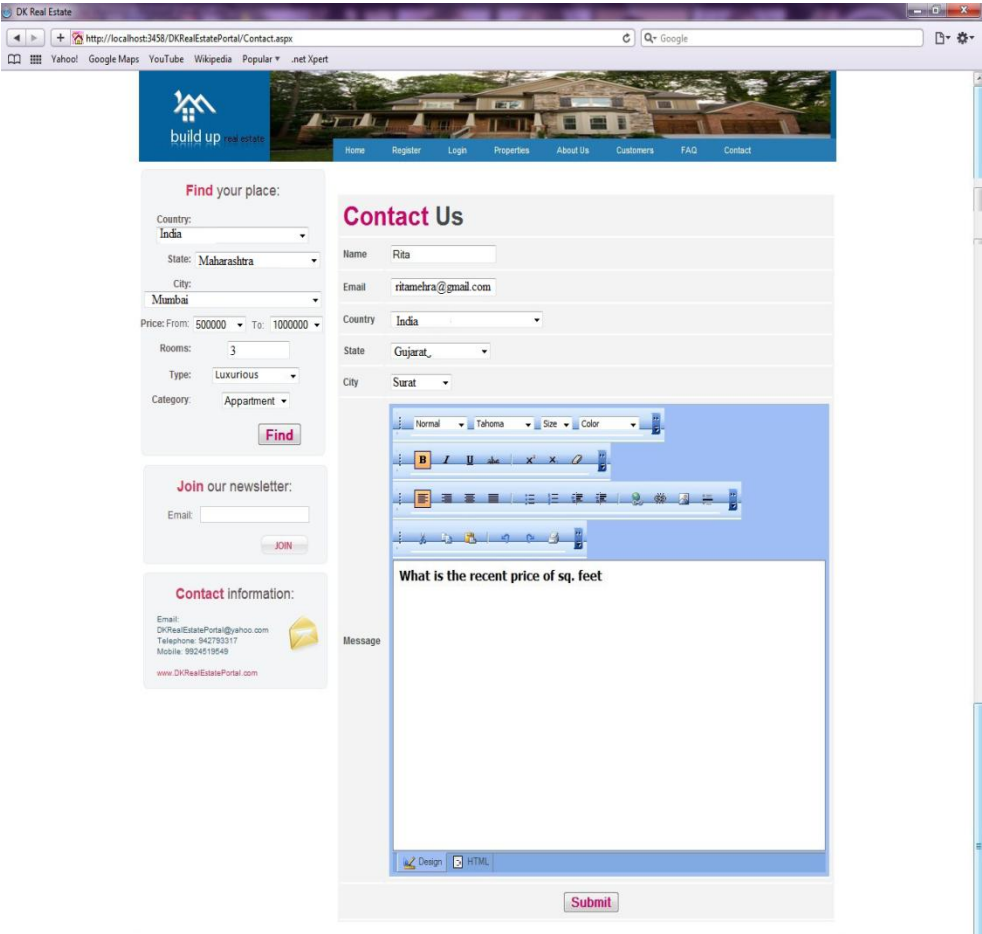 DK Real Estate
http://localhost:3458/DKRealEstatePortal/Contact.aspx
Google
Yahoo! Google Maps YouTube Wikipedia Popular .net Xpert
build up real estate
Home Register Login Properties About Us Customers FAQ Contact
Find your place:
Country:
India
State: Maharashtra
City:
Mumbai
Price: From: 500000 To: 1000000
Rooms: 3
Type: Luxurious
Category: Appartment
Find
Join our newsletter:
Email:
JOIN
Contact information:
Email:
DKRealEstatePortal@yahoo.com
Telephone: 942793317
Mobile: 9924519549
www.DKRealEstatePortal.com
Contact Us
Name Rita
Email ritamehra@gmail.com
Country India
State Gujarat
City Surat
Normal Tahoma Size Color
B I U abc x² x
Message
What is the recent price of sq. feet
Design HTML
Submit